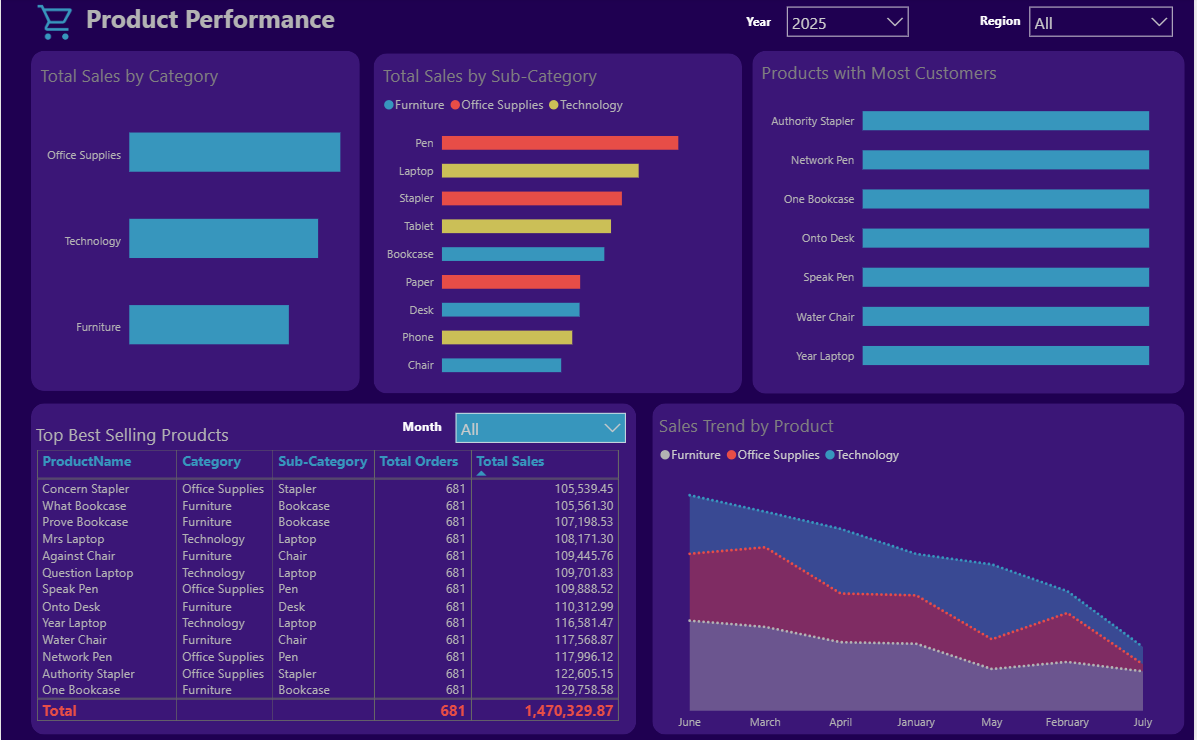 Product Performance
Year 2025
Region All
Total Sales by Category
Office Supplies
Technology
Furniture
Total Sales by Sub-Category
Furniture Office Supplies Technology
Pen
Laptop
Stapler
Tablet
Bookcase
Paper
Desk
Phone
Chair
Products with Most Customers
Authority Stapler
Network Pen
One Bookcase
Onto Desk
Speak Pen
Water Chair
Year Laptop
Top Best Selling Proudcts
Month All
ProductName Category Sub-Category Total Orders Total Sales
Concern Stapler Office Supplies Stapler 681 105,539.45
What Bookcase Furniture Bookcase 681 105,561.30
Prove Bookcase Furniture Bookcase 681 107,198.53
Mrs Laptop Technology Laptop 681 108,171.30
Against Chair Furniture Chair 681 109,445.76
Question Laptop Technology Laptop 681 109,701.83
Speak Pen Office Supplies Pen 681 109,888.52
Onto Desk Furniture Desk 681 110,312.99
Year Laptop Technology Laptop 681 116,581.47
Water Chair Furniture Chair 681 117,568.87
Network Pen Office Supplies Pen 681 117,996.12
Authority Stapler Office Supplies Stapler 681 122,605.15
One Bookcase Furniture Bookcase 681 129,758.58
Total 681 1,470,329.87
Sales Trend by Product
Furniture Office Supplies Technology
June March April January May February July